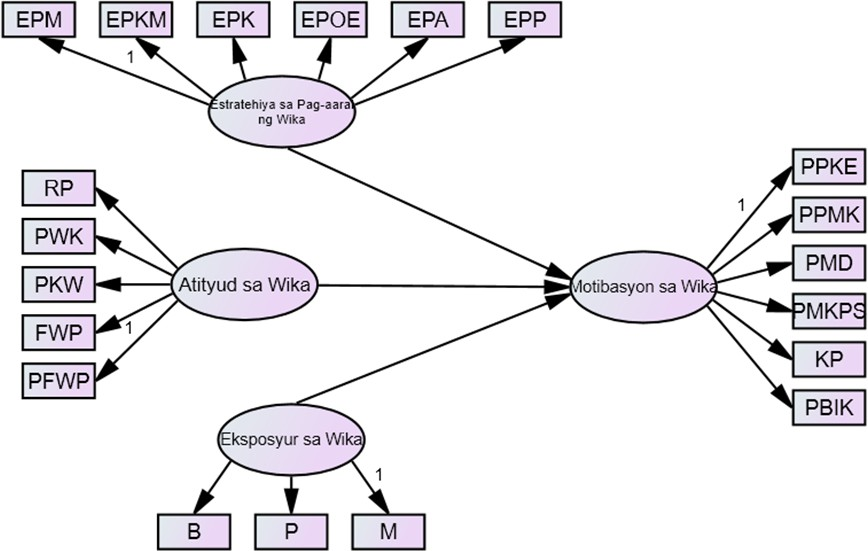 EPM EPKM EPK EPOE EPA EPP
1
Estratehiya sa Pag-aaral
ng Wika
RP
PWK
PKW
FWP
1
PFWP
Atityud sa Wika
Eksposyur sa Wika
1
B P M
Motibasyon sa Wika
1
PPKE
PPMK
PMD
PMKPS
KP
PBIK